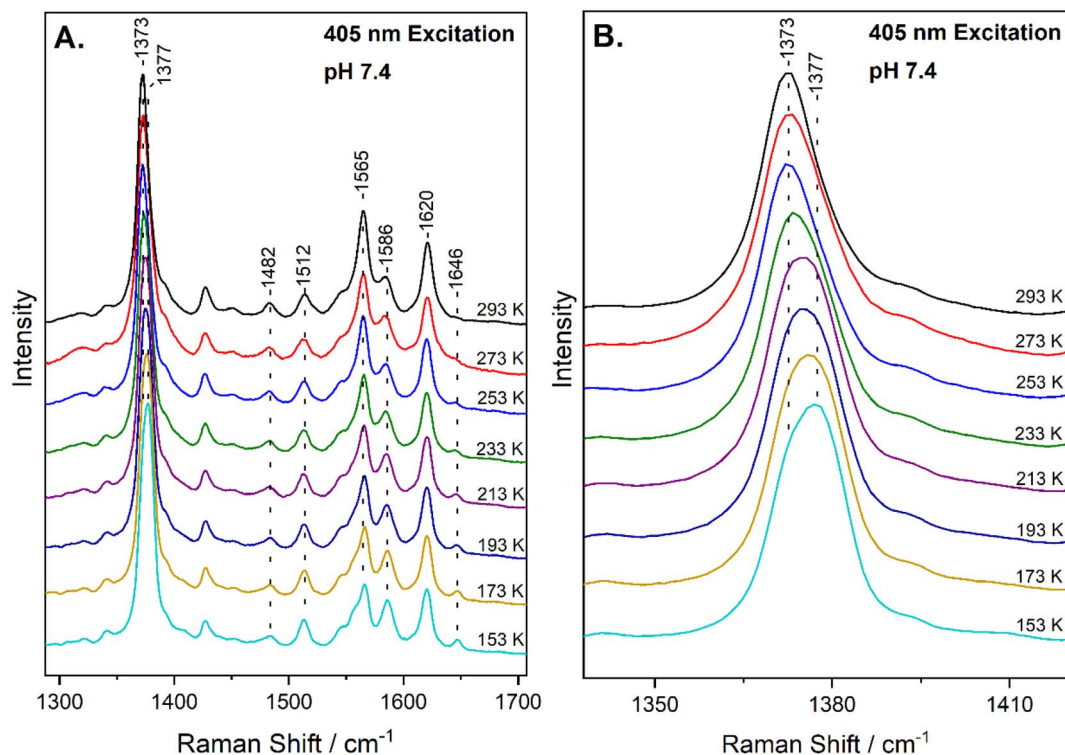 A.
405 nm Excitation
pH 7.4
1373
1377
1482
1512
1565
1586
1620
1646
293 K
273 K
253 K
233 K
213 K
193 K
173 K
153 K
Intensity
1300 1400 1500 1600 1700
Raman Shift / cm⁻¹
B.
405 nm Excitation
pH 7.4
1373
1377
293 K
273 K
253 K
233 K
213 K
193 K
173 K
153 K
Intensity
1350 1380 1410
Raman Shift / cm⁻¹